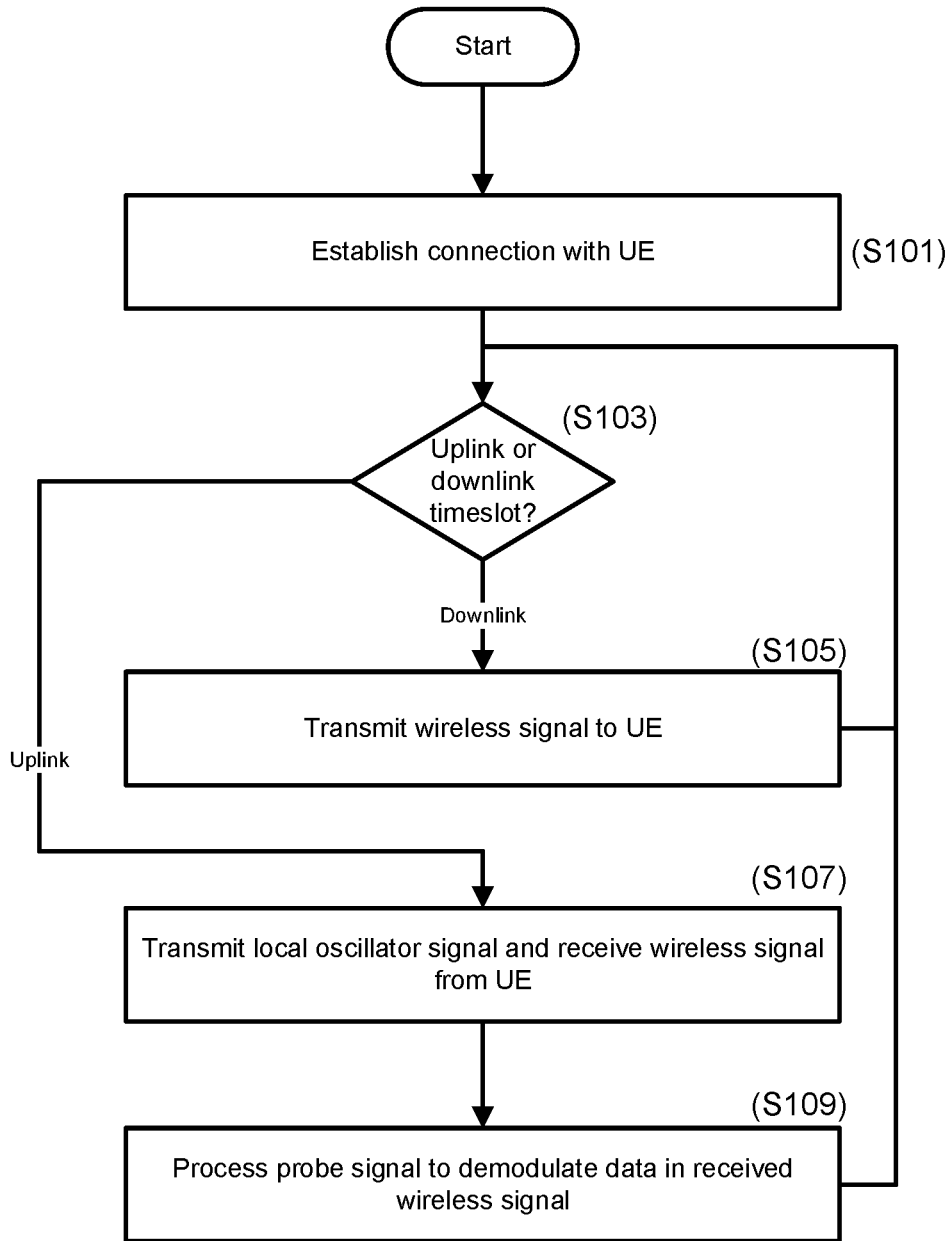 Start
Establish connection with UE
(S101)
(S103)
Uplink or
downlink
timeslot?
Downlink
(S105)
Transmit wireless signal to UE
Uplink
(S107)
Transmit local oscillator signal and receive wireless signal
from UE
(S109)
Process probe signal to demodulate data in received
wireless signal